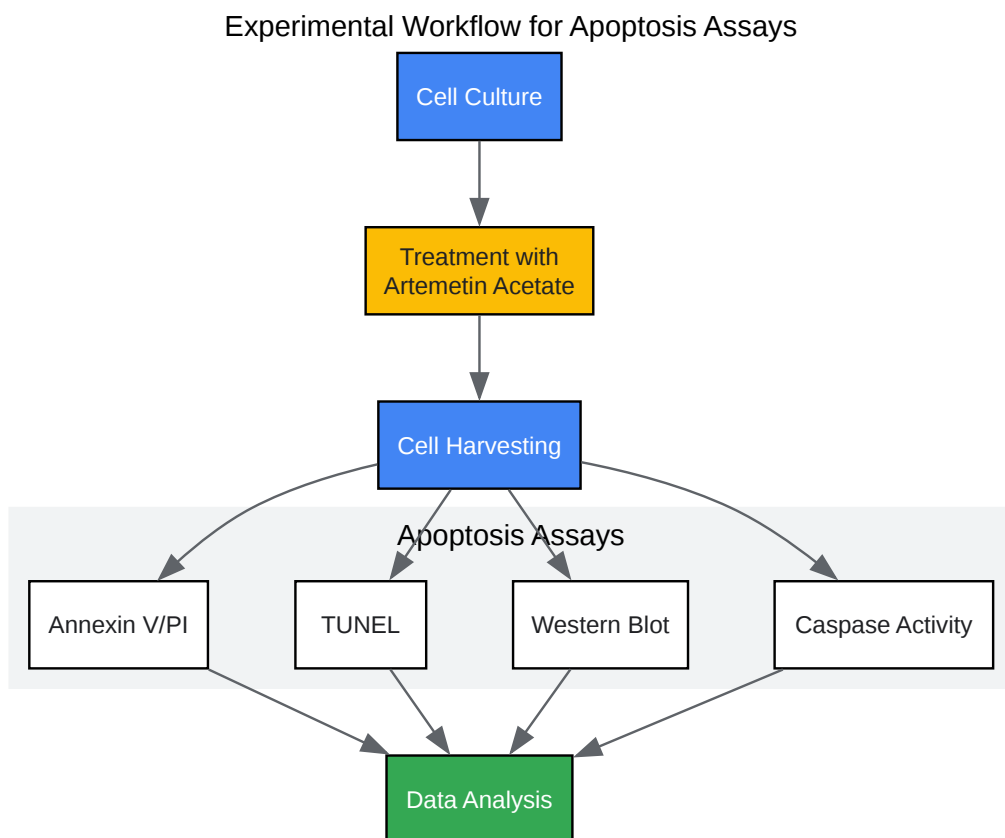 Experimental Workflow for Apoptosis Assays
Cell Culture
Treatment with
Artemetin Acetate
Cell Harvesting
Apoptosis Assays
Annexin V/PI
TUNEL
Western Blot
Caspase Activity
Data Analysis